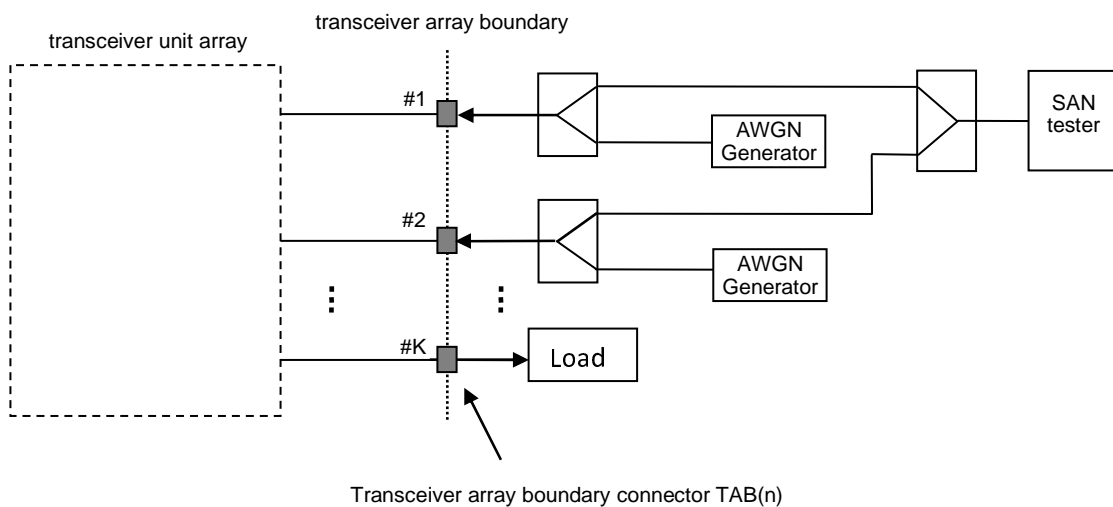 transceiver array boundary
transceiver unit array
#1
SAN
tester
AWGN
Generator
#2
AWGN
Generator
#K
Load
Transceiver array boundary connector TAB(n)